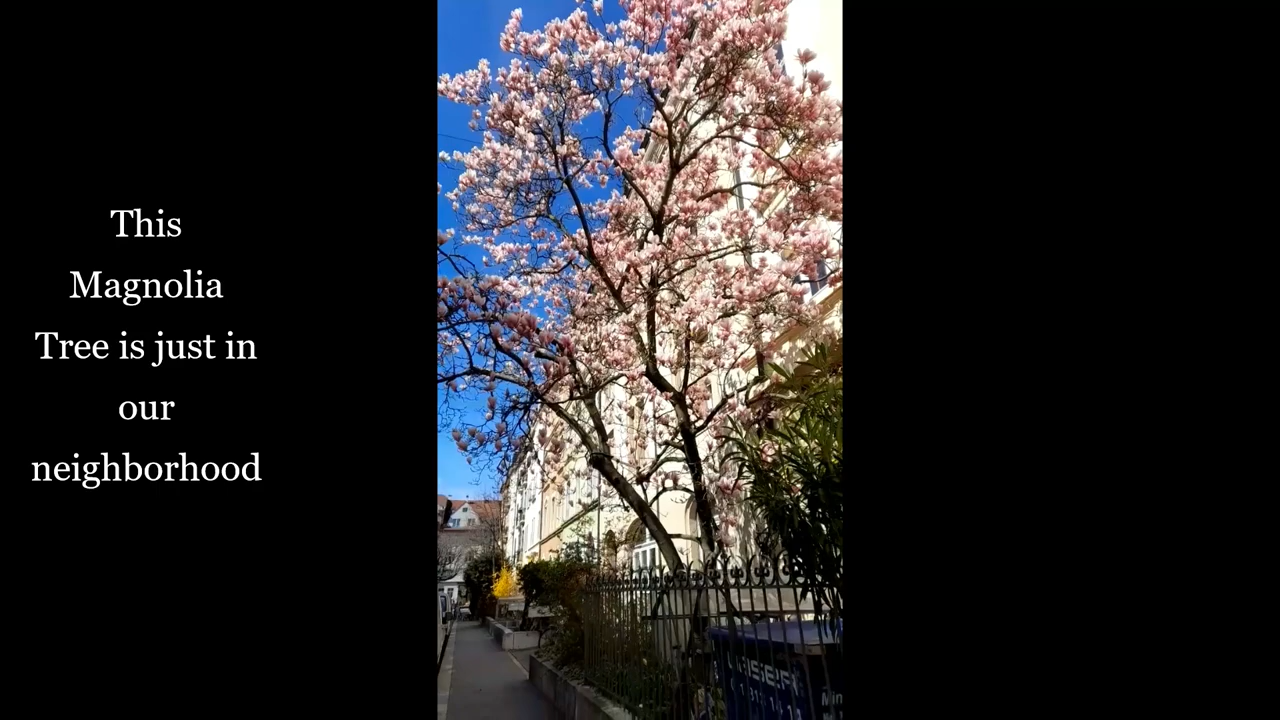 This
Magnolia
Tree is just in
our
neighborhood